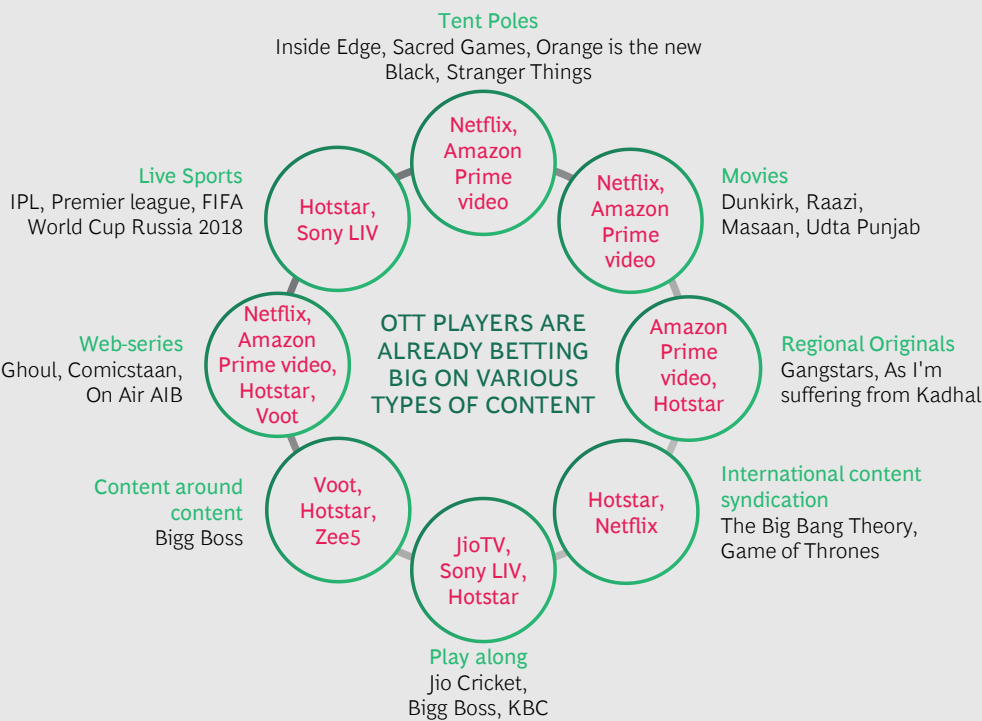 Tent Poles
Inside Edge, Sacred Games, Orange is the new
Black, Stranger Things
Netflix,
Amazon
Prime
video
Movies
Dunkirk, Raazi,
Masaan, Udta Punjab
Netflix,
Amazon
Prime
video
Regional Originals
Gangstars, As I'm
suffering from Kadhal
Amazon
Prime
video,
Hotstar
International content
syndication
The Big Bang Theory,
Game of Thrones
Hotstar,
Netflix
Play along
Jio Cricket,
Bigg Boss, KBC
JioTV,
Sony LIV,
Hotstar
Content around
content
Bigg Boss
Voot,
Hotstar,
Zee5
Web-series
Ghoul, Comicstaan,
On Air AIB
Netflix,
Amazon
Prime video,
Hotstar,
Voot
Live Sports
IPL, Premier league, FIFA
World Cup Russia 2018
Hotstar,
Sony LIV
OTT PLAYERS ARE
ALREADY BETTING
BIG ON VARIOUS
TYPES OF CONTENT